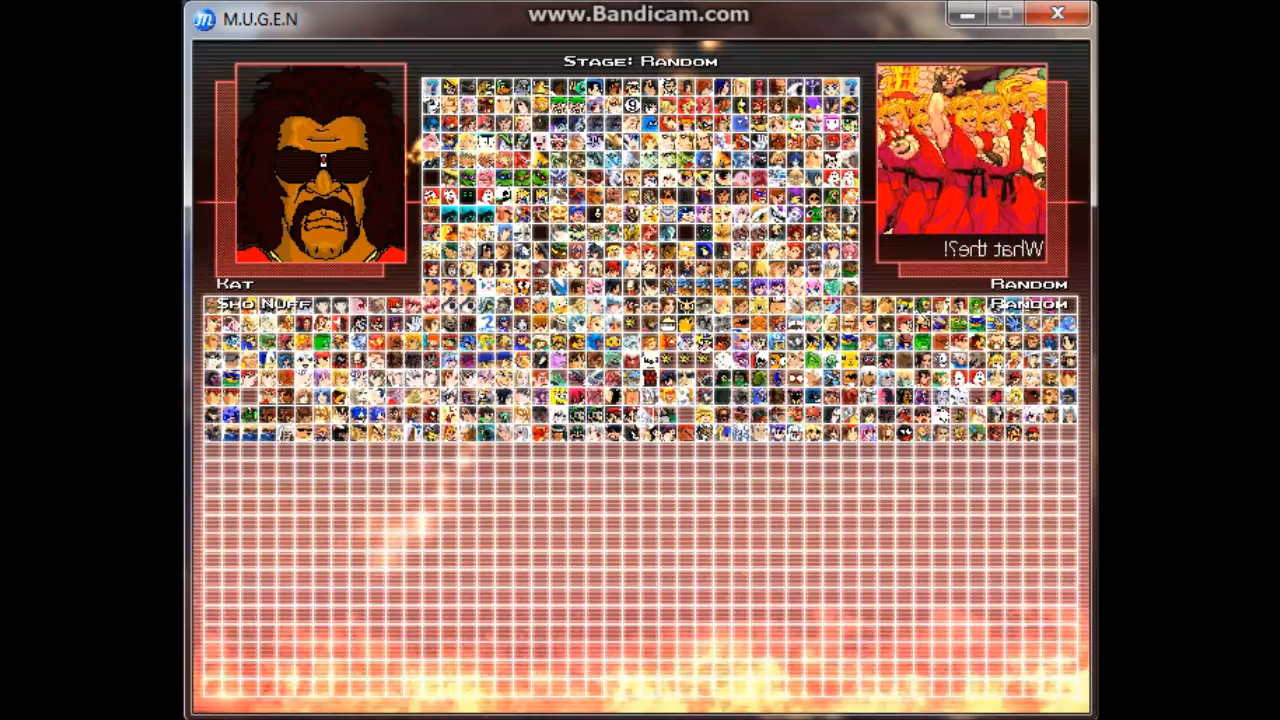 www.Bandicam.com
M.U.G.E.N
Stage: Random
What the?!
Kat
Random
Sho Nuff
Random